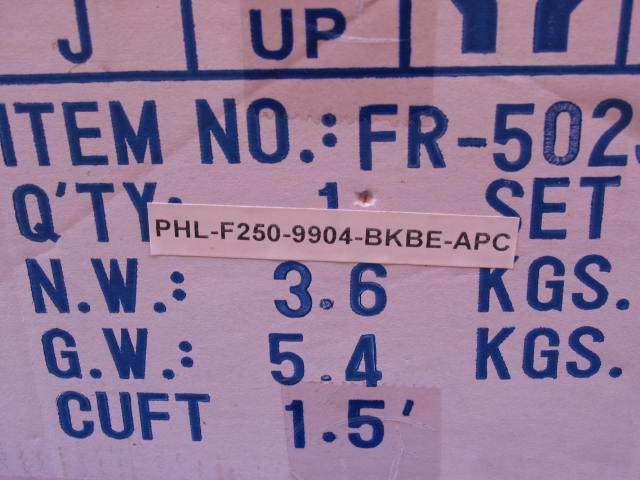 UP
ITEM NO.: FR-502
Q'TY: 1 SET
PHL-F250-9904-BKBE-APC
N.W.: 3.6 KGS.
G.W.: 5.4 KGS.
CUFT 1.5'